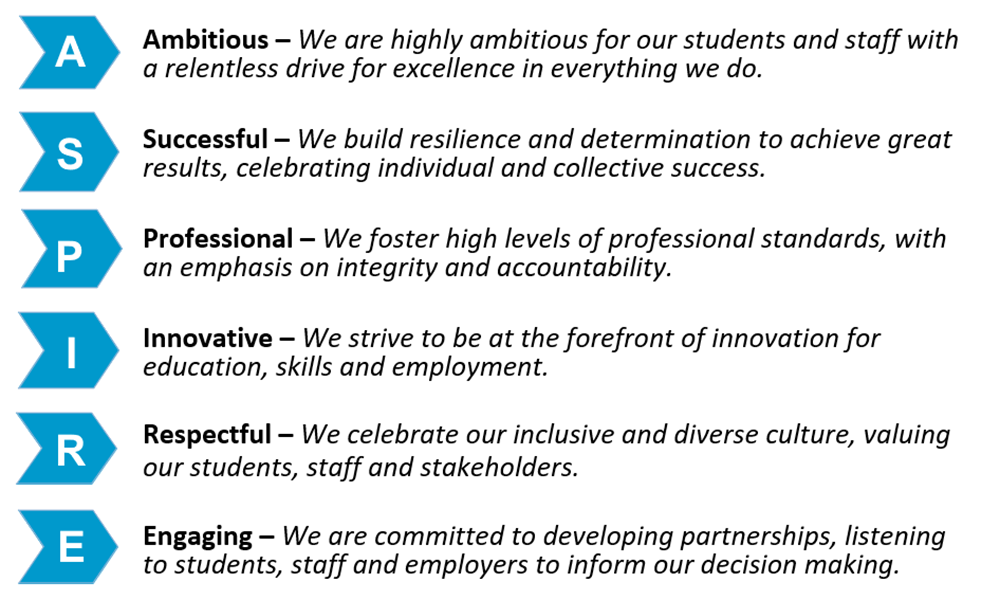 A
Ambitious – We are highly ambitious for our students and staff with
a relentless drive for excellence in everything we do.
S
Successful – We build resilience and determination to achieve great
results, celebrating individual and collective success.
P
Professional – We foster high levels of professional standards, with
an emphasis on integrity and accountability.
I
Innovative – We strive to be at the forefront of innovation for
education, skills and employment.
R
Respectful – We celebrate our inclusive and diverse culture, valuing
our students, staff and stakeholders.
E
Engaging – We are committed to developing partnerships, listening
to students, staff and employers to inform our decision making.